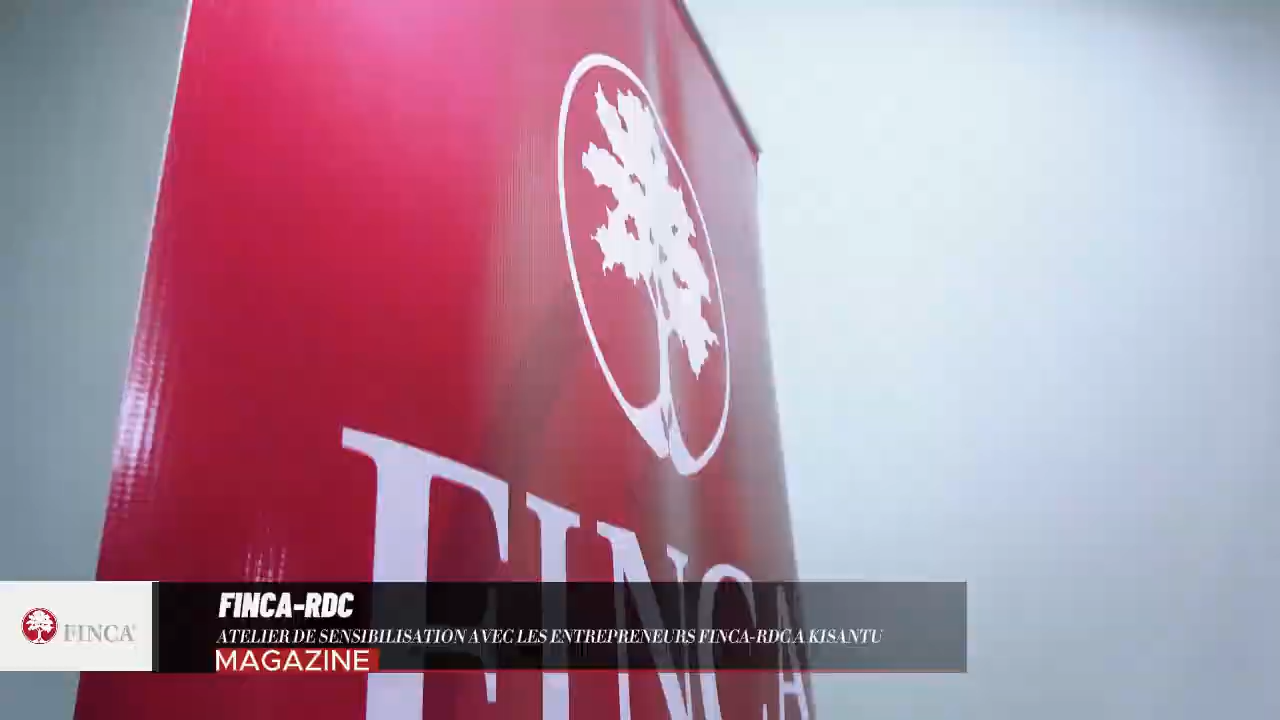 FINCA
FINCA-RDC
ATELIER DE SENSIBILISATION AVEC LES ENTREPRENEURS FINCA-RDC A KISANTU
MAGAZINE
FINCA®